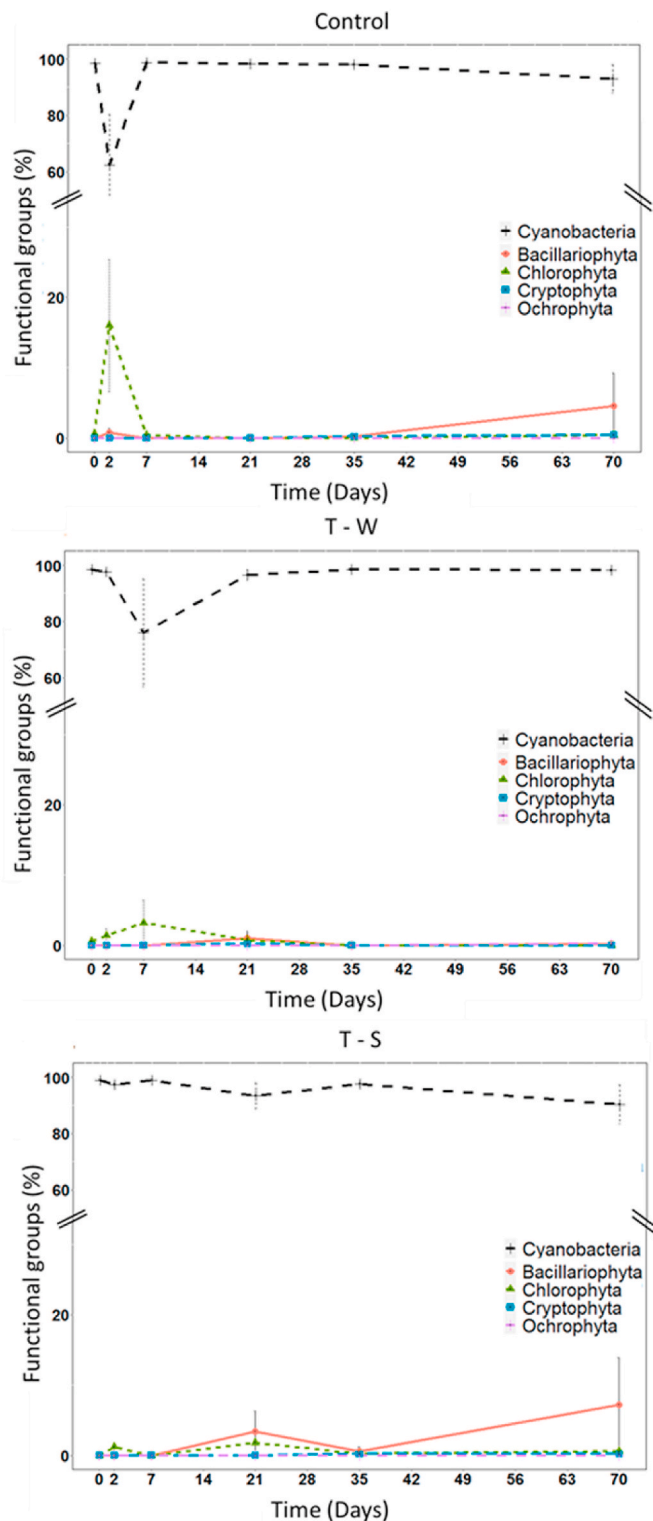 Control
Functional groups (%)
100
80
60
20
0
Cyanobacteria
Bacillariophyta
Chlorophyta
Cryptophyta
Ochrophyta
0 2 7 14 21 28 35 42 49 56 63 70
Time (Days)
T - W
Functional groups (%)
100
80
60
20
0
Cyanobacteria
Bacillariophyta
Chlorophyta
Cryptophyta
Ochrophyta
0 2 7 14 21 28 35 42 49 56 63 70
Time (Days)
T - S
Functional groups (%)
100
80
60
20
0
Cyanobacteria
Bacillariophyta
Chlorophyta
Cryptophyta
Ochrophyta
0 2 7 14 21 28 35 42 49 56 63 70
Time (Days)